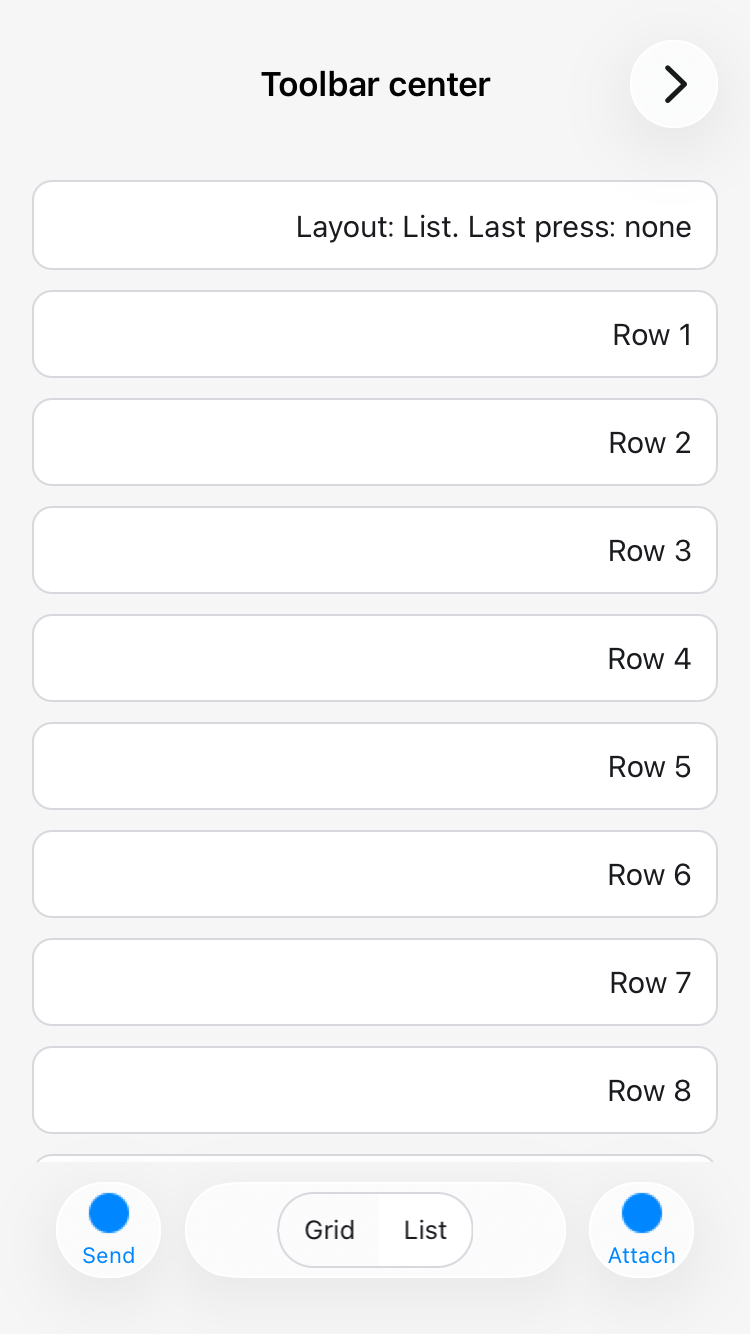 Toolbar center
Layout: List. Last press: none
Row 1
Row 2
Row 3
Row 4
Row 5
Row 6
Row 7
Row 8
Send
Grid
List
Attach